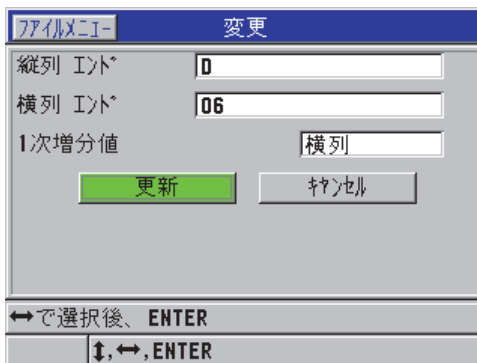 ﾌｧｲﾙﾒﾆｭｰ 変更
縦列 ｴﾝﾄﾞ D
横列 ｴﾝﾄﾞ 06
1次増分値 横列
更新 ｷｬﾝｾﾙ
↔で選択後、 ENTER
↕,↔,ENTER